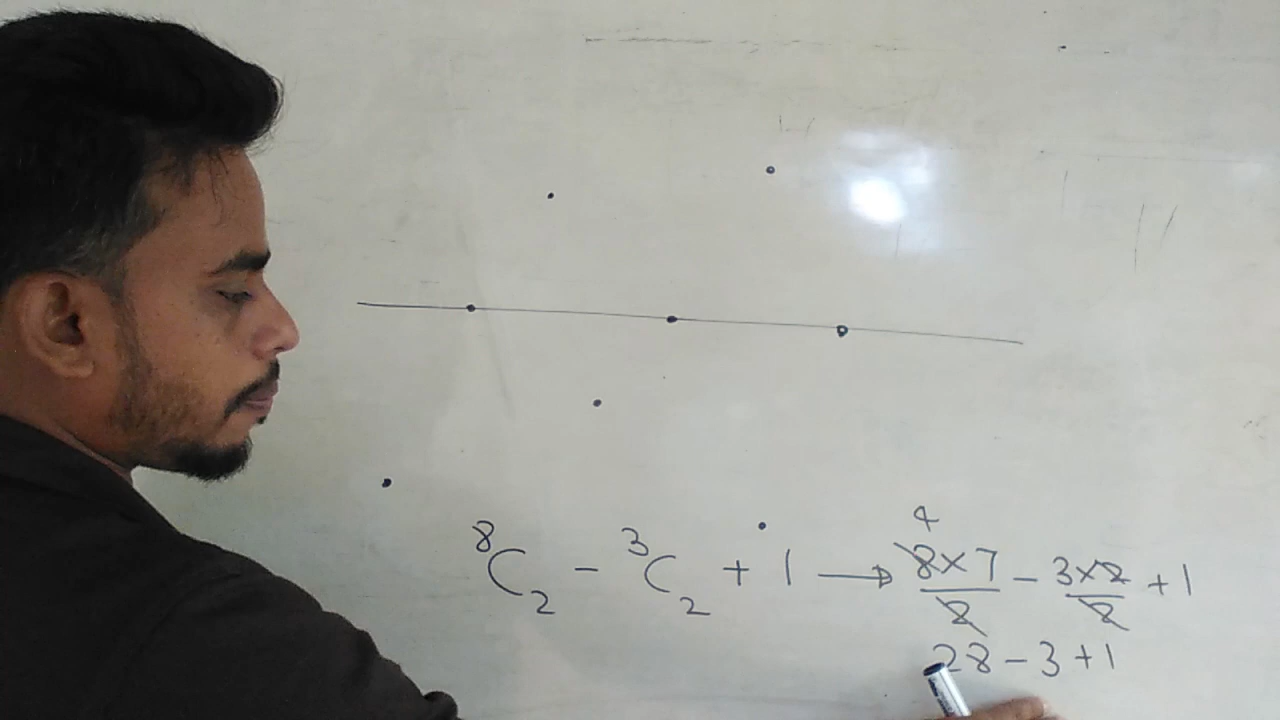 ⁸C₂ - ³C₂ + 1 → 8×7/2 - 3×2/2 + 1
4
28 - 3 + 1